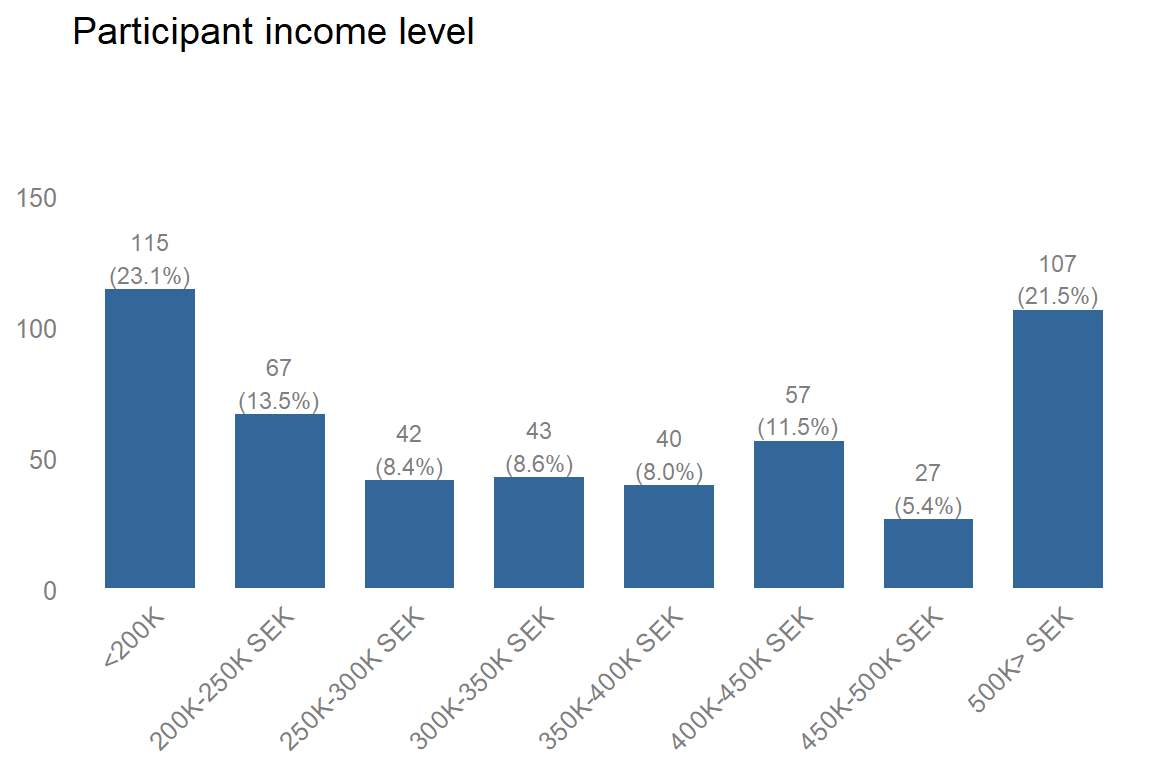 Participant income level
150
100
50
0
115
(23.1%)
67
(13.5%)
42
(8.4%)
43
(8.6%)
40
(8.0%)
57
(11.5%)
27
(5.4%)
107
(21.5%)
<200K
200K-250K SEK
250K-300K SEK
300K-350K SEK
350K-400K SEK
400K-450K SEK
450K-500K SEK
500K> SEK